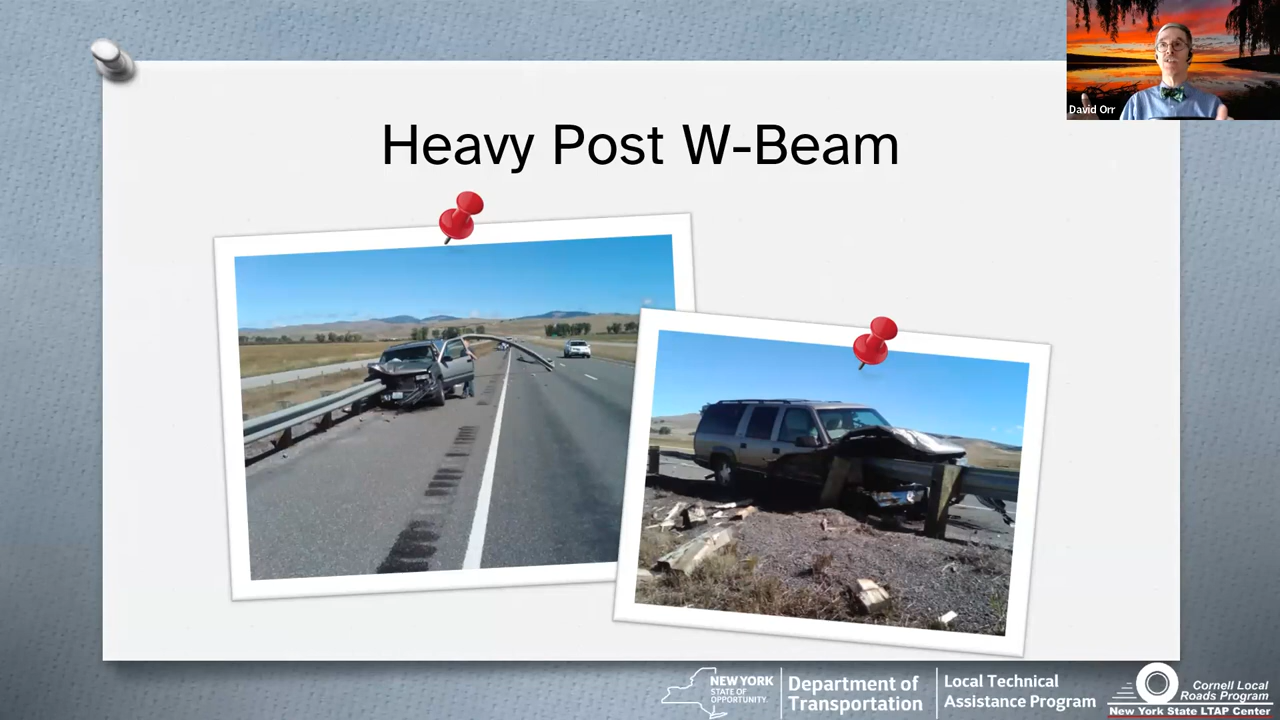 David Orr
Heavy Post W-Beam
NEW YORK
STATE OF
OPPORTUNITY.
Department of
Transportation
Local Technical
Assistance Program
Cornell Local
Roads Program
New York State LTAP Center